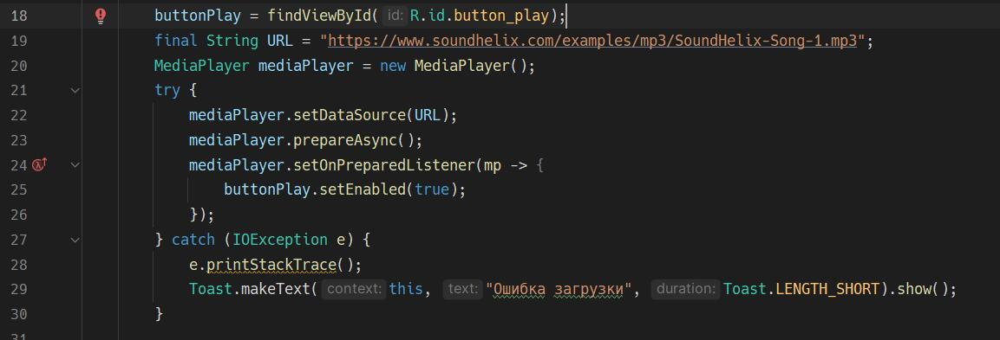 18 buttonPlay = findViewById( id: R.id.button_play);
19 final String URL = "https://www.soundhelix.com/examples/mp3/SoundHelix-Song-1.mp3";
20 MediaPlayer mediaPlayer = new MediaPlayer();
21 try {
22 mediaPlayer.setDataSource(URL);
23 mediaPlayer.prepareAsync();
24 mediaPlayer.setOnPreparedListener(mp -> {
25 buttonPlay.setEnabled(true);
26 });
27 } catch (IOException e) {
28 e.printStackTrace();
29 Toast.makeText( context: this, text: "Ошибка загрузки", duration: Toast.LENGTH_SHORT).show();
30 }
31